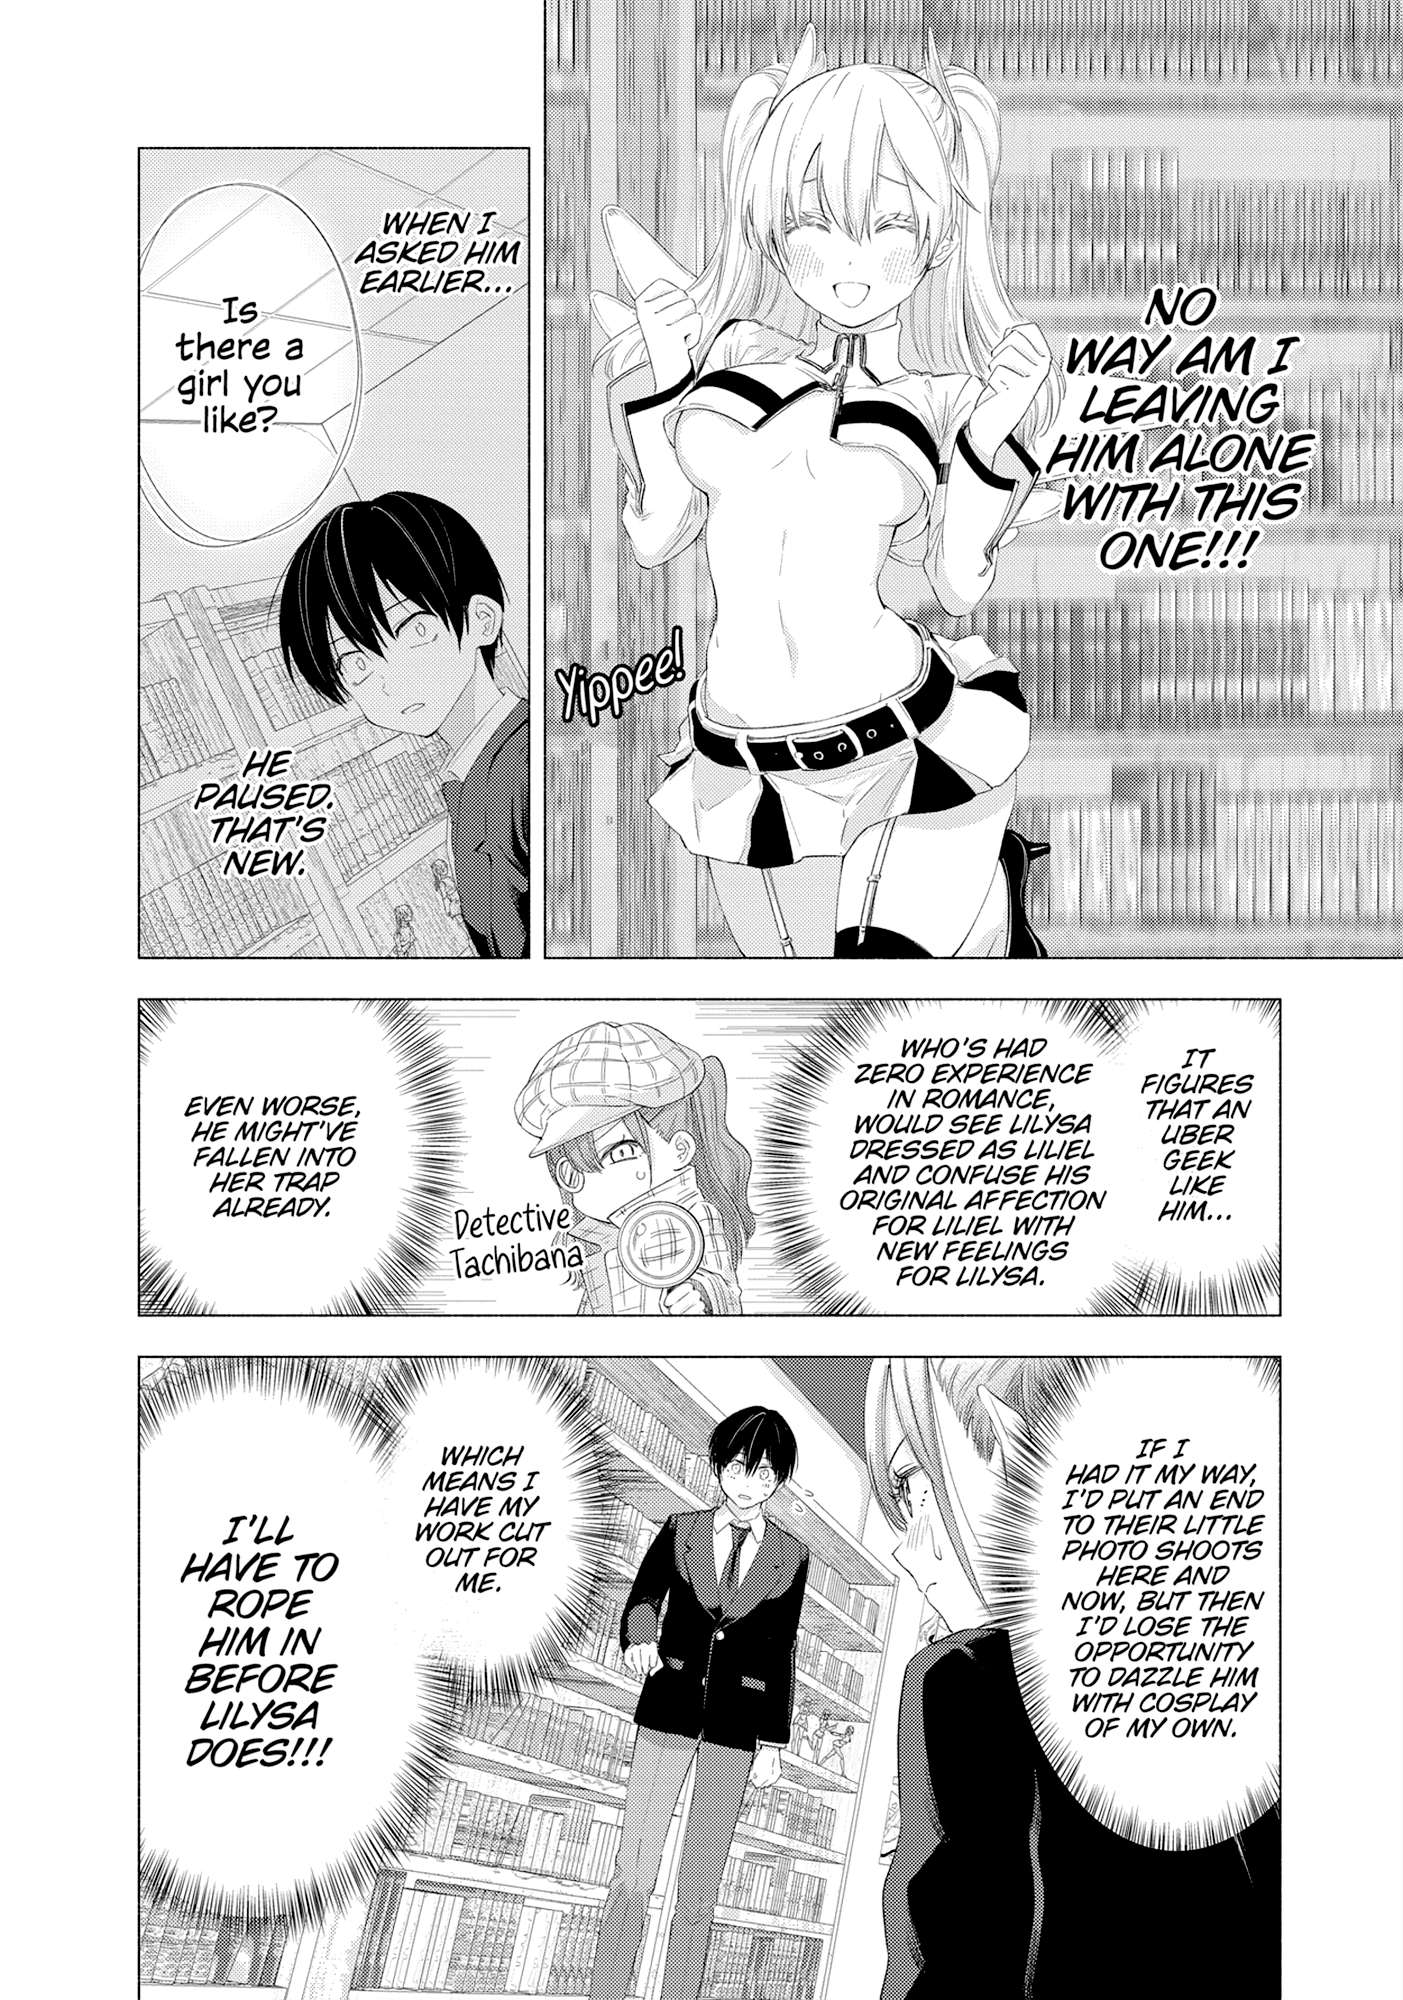 NO
WAY AM I
LEAVING
HIM ALONE
WITH THIS
ONE!!!
Yippee!
WHEN I
ASKED HIM
EARLIER...
Is
there a
girl you
like?
HE
PAUSED.
THAT'S
NEW.
IT
FIGURES
THAT AN
UBER
GEEK
LIKE
HIM...
WHO'S HAD
ZERO EXPERIENCE
IN ROMANCE,
WOULD SEE LILYSA
DRESSED AS LILIEL
AND CONFUSE HIS
ORIGINAL AFFECTION
FOR LILIEL WITH
NEW FEELINGS
FOR LILYSA.
Detective
Tachibana
EVEN WORSE,
HE MIGHT'VE
FALLEN INTO
HER TRAP
ALREADY.
IF I
HAD IT MY WAY,
I'D PUT AN END
TO THEIR LITTLE
PHOTO SHOOTS
HERE AND
NOW, BUT THEN
I'D LOSE THE
OPPORTUNITY
TO DAZZLE HIM
WITH COSPLAY
OF MY OWN.
WHICH
MEANS I
HAVE MY
WORK CUT
OUT FOR
ME.
I'LL
HAVE TO
ROPE
HIM IN
BEFORE
LILYSA
DOES!!!